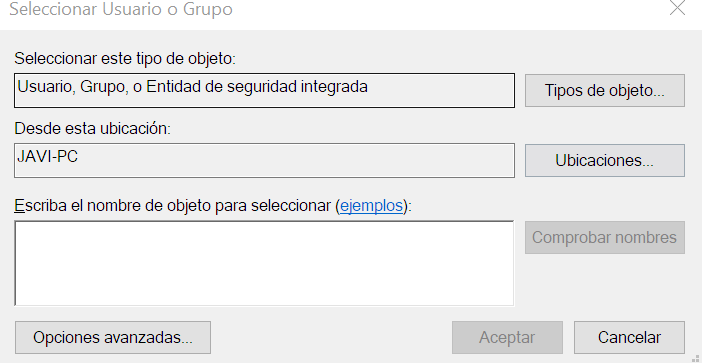 Seleccionar Usuario o Grupo
Seleccionar este tipo de objeto:
Usuario, Grupo, o Entidad de seguridad integrada
Tipos de objeto...
Desde esta ubicación:
JAVI-PC
Ubicaciones...
Escriba el nombre de objeto para seleccionar (ejemplos):
Comprobar nombres
Opciones avanzadas...
Aceptar
Cancelar